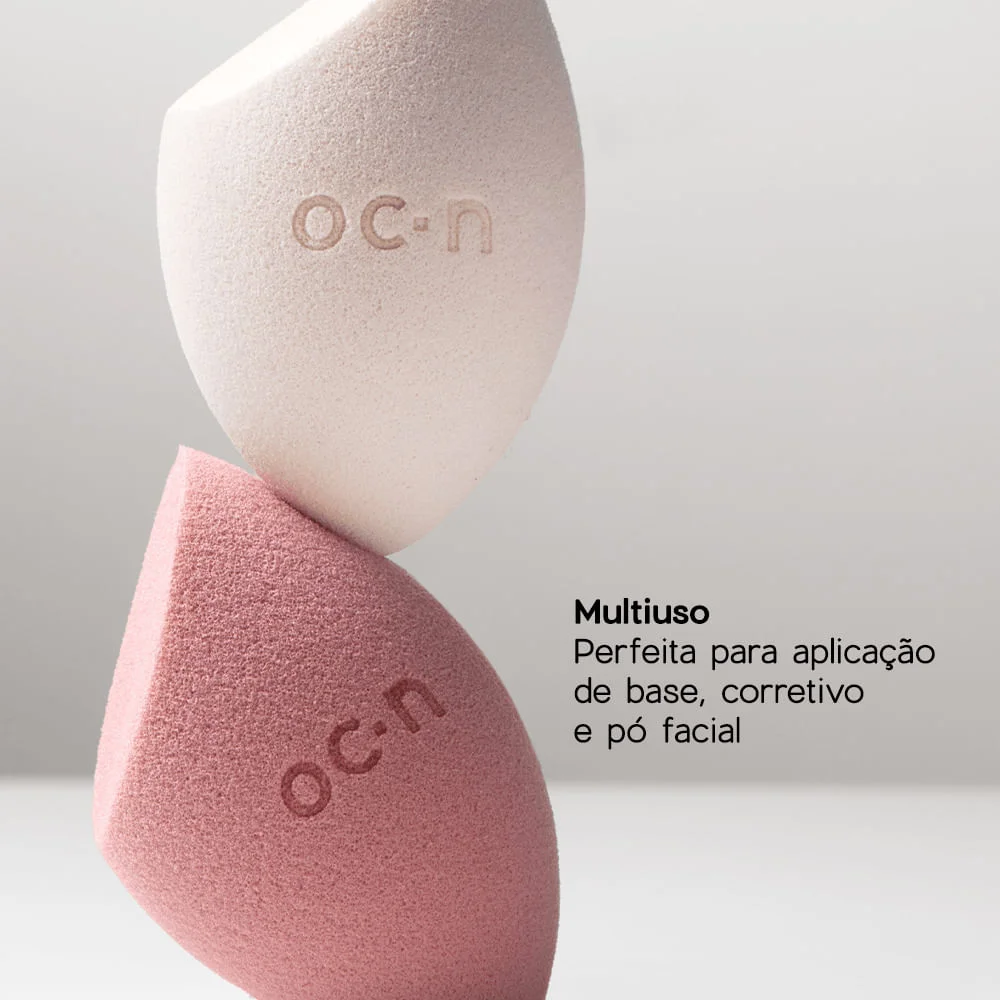 oc·n
Multiuso
Perfeita para aplicação
de base, corretivo
e pó facial
oc·n